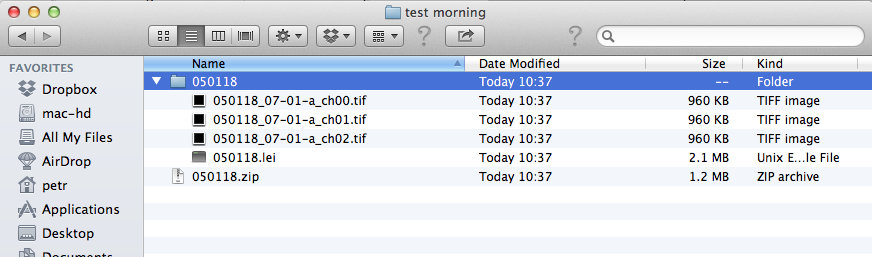 test morning
? ?
FAVORITES
Dropbox
mac-hd
All My Files
AirDrop
petr
Applications
Desktop
Documents
Name Date Modified Size Kind
050118 Today 10:37 -- Folder
050118_07-01-a_ch00.tif Today 10:37 960 KB TIFF image
050118_07-01-a_ch01.tif Today 10:37 960 KB TIFF image
050118_07-01-a_ch02.tif Today 10:37 960 KB TIFF image
050118.lei Today 10:37 2.1 MB Unix E...le File
050118.zip Today 10:37 1.2 MB ZIP archive